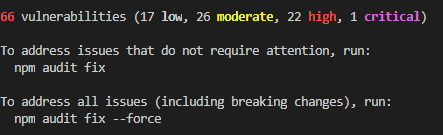 66 vulnerabilities (17 low, 26 moderate, 22 high, 1 critical)
To address issues that do not require attention, run:
  npm audit fix
To address all issues (including breaking changes), run:
  npm audit fix --force